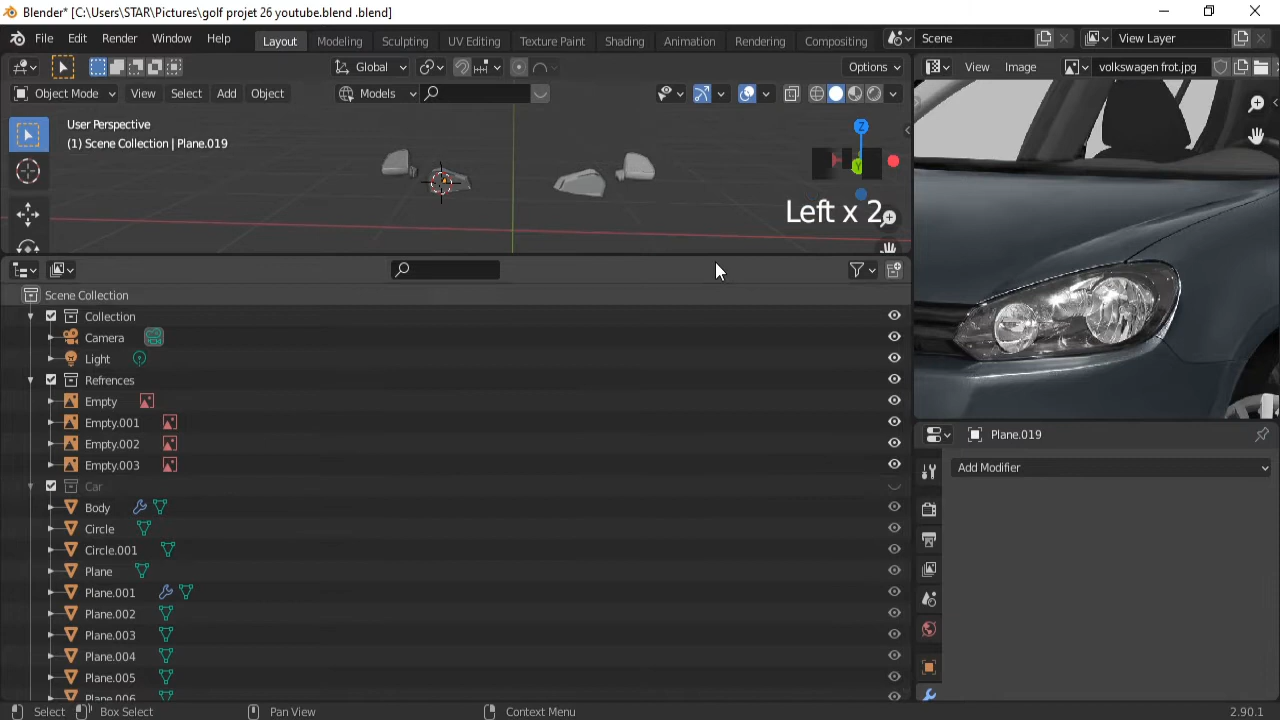 Blender* [C:\Users\STAR\Pictures\golf projet 26 youtube.blend .blend]
File Edit Render Window Help Layout Modeling Sculpting UV Editing Texture Paint Shading Animation Rendering Compositing Scene View Layer
Global Options View Image volkswagen frot.jpg
Object Mode View Select Add Object Models
User Perspective
(1) Scene Collection | Plane.019
Z
Y
Left x 2
Scene Collection
Collection
Camera
Light
Refrences
Empty
Empty.001
Empty.002
Empty.003
Car
Body
Circle
Circle.001
Plane
Plane.001
Plane.002
Plane.003
Plane.004
Plane.005
Plane.006
Plane.019
Add Modifier
Select Box Select Pan View Context Menu 2.90.1